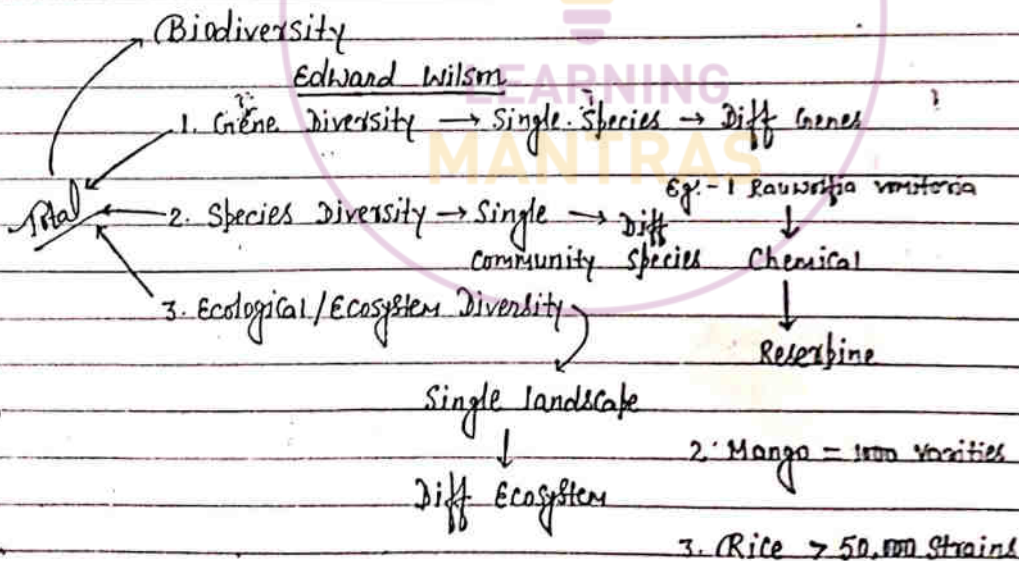 Biodiversity
Edward Wilson
LEARNING
1. Gene Diversity → Single Species → Diff Genes
MANTRAS
Eg:- 1 Rauwolfia vomitoria
Total
2. Species Diversity → Single → Diff
community species Chemical
3. Ecological/Ecosystem Diversity
Reserpine
Single landscape
2. Mango = 1000 varities
Diff Ecosystem
3. Rice > 50,000 Strains